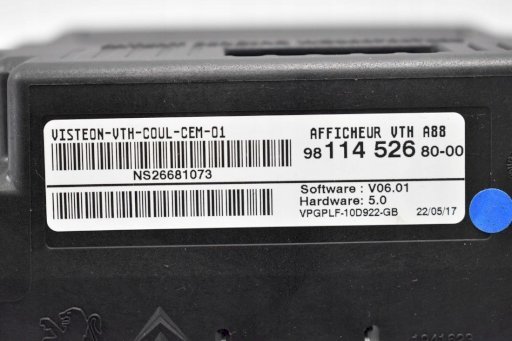 VISTEON-VTH-COUL-CEM-01
AFFICHEUR VTH A88
98 114 526 80-00
NS26681073
Software : V06.01
Hardware: 5.0
VPGPLF-10D922-GB 22/05/17